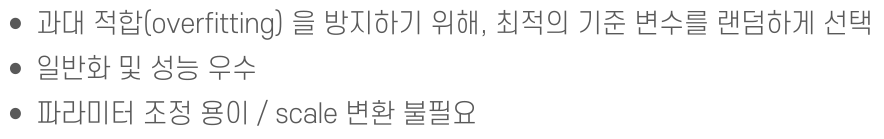 • 과대 적합(overfitting) 을 방지하기 위해, 최적의 기준 변수를 랜덤하게 선택
• 일반화 및 성능 우수
• 파라미터 조정 용이 / scale 변환 불필요